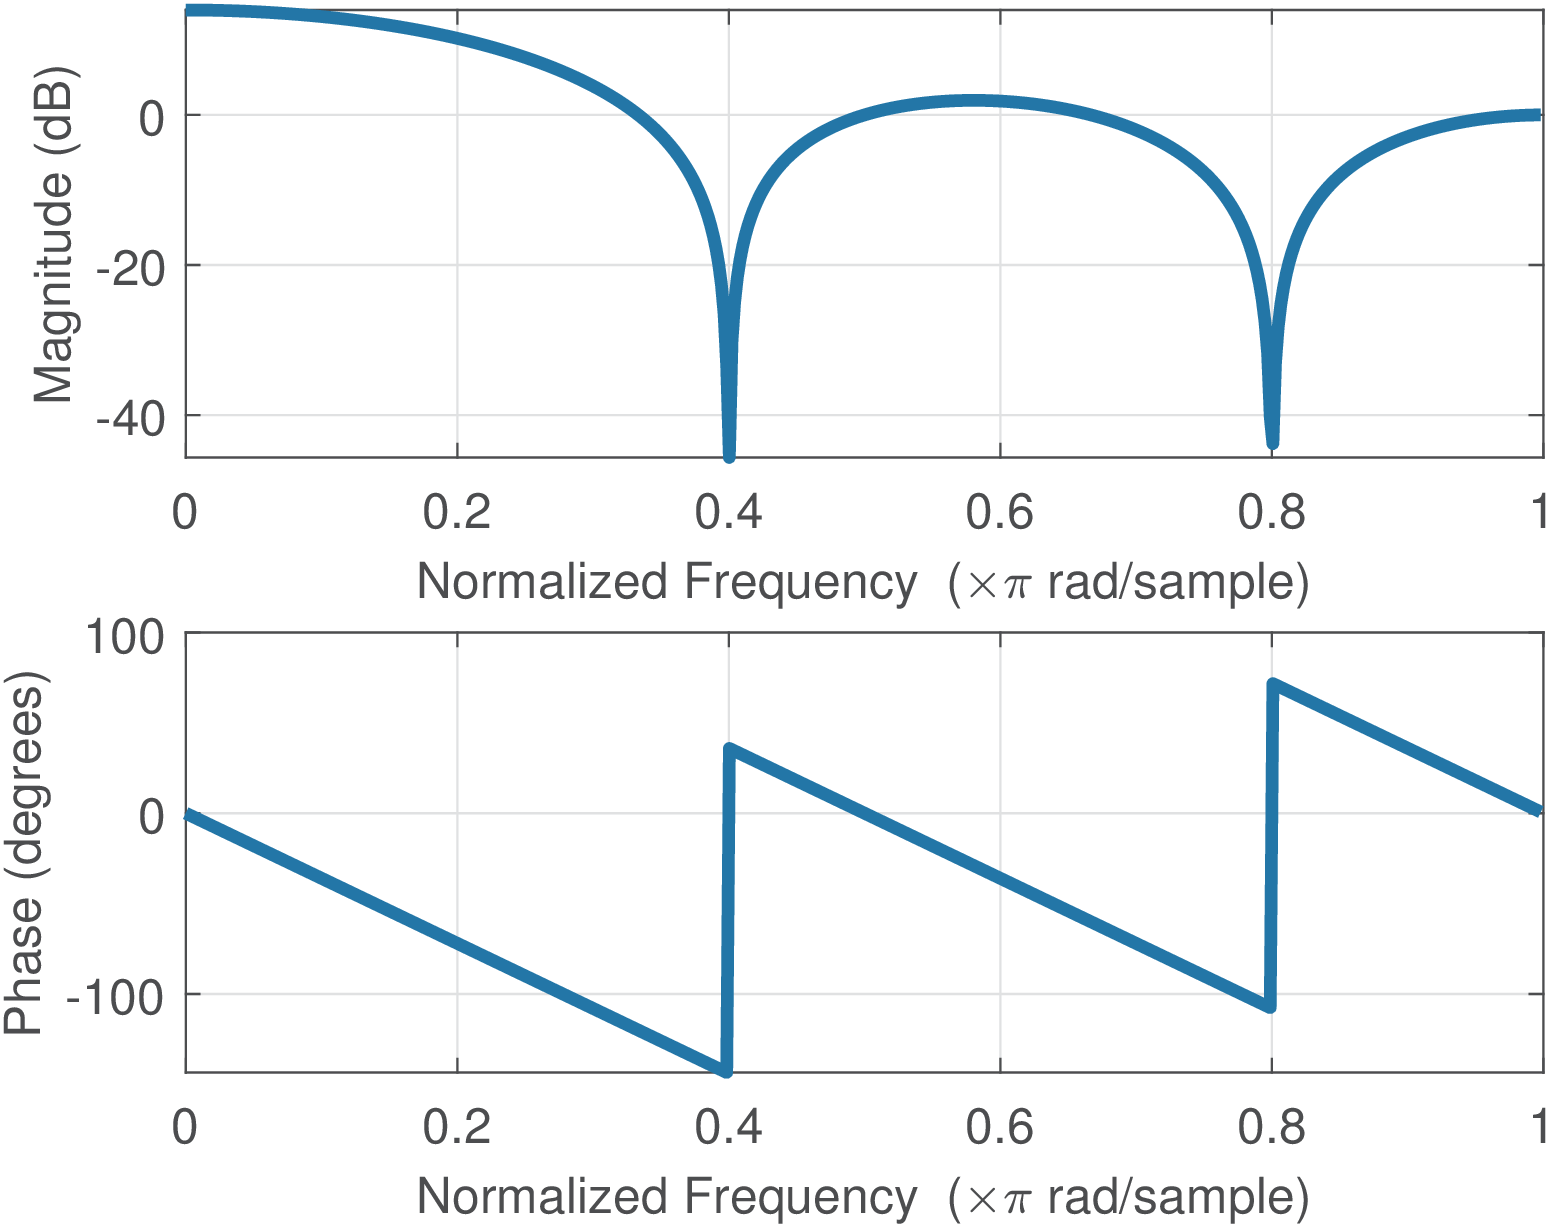 Magnitude (dB)
0
-20
-40
0 0.2 0.4 0.6 0.8 1
Normalized Frequency (×π rad/sample)
Phase (degrees)
100
0
-100
0 0.2 0.4 0.6 0.8 1
Normalized Frequency (×π rad/sample)